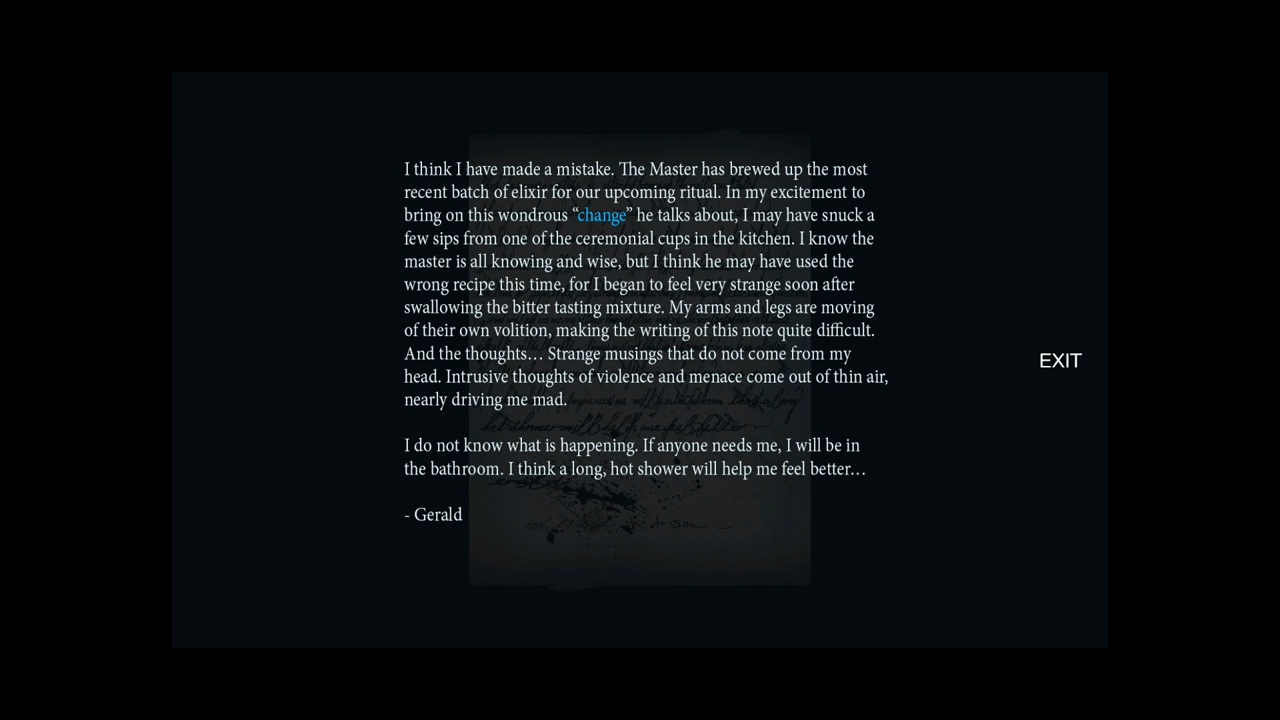 I think I have made a mistake. The Master has brewed up the most
recent batch of elixir for our upcoming ritual. In my excitement to
bring on this wondrous “change” he talks about, I may have snuck a
few sips from one of the ceremonial cups in the kitchen. I know the
master is all knowing and wise, but I think he may have used the
wrong recipe this time, for I began to feel very strange soon after
swallowing the bitter tasting mixture. My arms and legs are moving
of their own volition, making the writing of this note quite difficult.
And the thoughts… Strange musings that do not come from my
head. Intrusive thoughts of violence and menace come out of thin air,
nearly driving me mad.
I do not know what is happening. If anyone needs me, I will be in
the bathroom. I think a long, hot shower will help me feel better…
- Gerald
EXIT